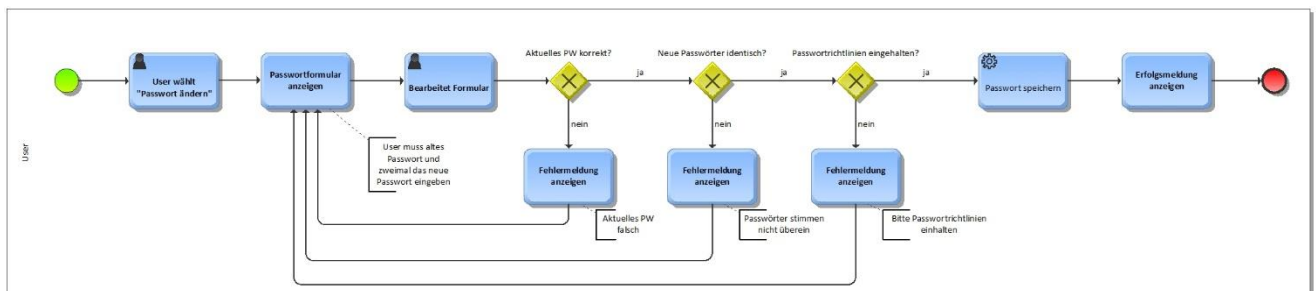 User
User wählt
"Passwort ändern"
Passwortformular
anzeigen
User muss altes
Passwort und
zweimal das neue
Passwort eingeben
Bearbeitet Formular
Aktuelles PW korrekt?
ja
nein
Fehlermeldung
anzeigen
Aktuelles PW
falsch
Neue Passwörter identisch?
ja
nein
Fehlermeldung
anzeigen
Passwörter stimmen
nicht überein
Passwortrichtlinien eingehalten?
ja
nein
Fehlermeldung
anzeigen
Bitte Passwortrichtlinien
einhalten
Passwort speichern
Erfolgsmeldung
anzeigen